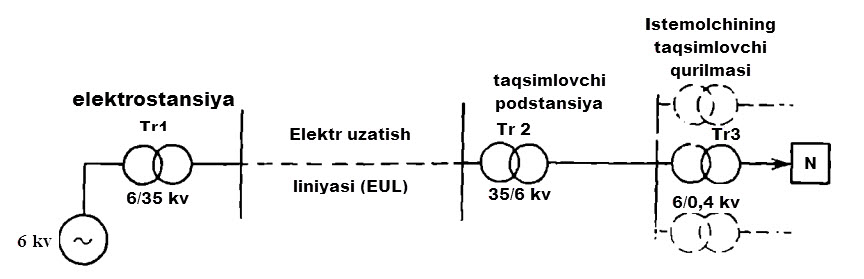 Istemolchining
taqsimlovchi
qurilmasi
taqsimlovchi
podstansiya
elektrostansiya
Tr1
Elektr uzatish
Tr 2
Tr3
N
liniyasi (EUL)
6/35 kv
35/6 kv
6/0,4 kv
6 kv
~